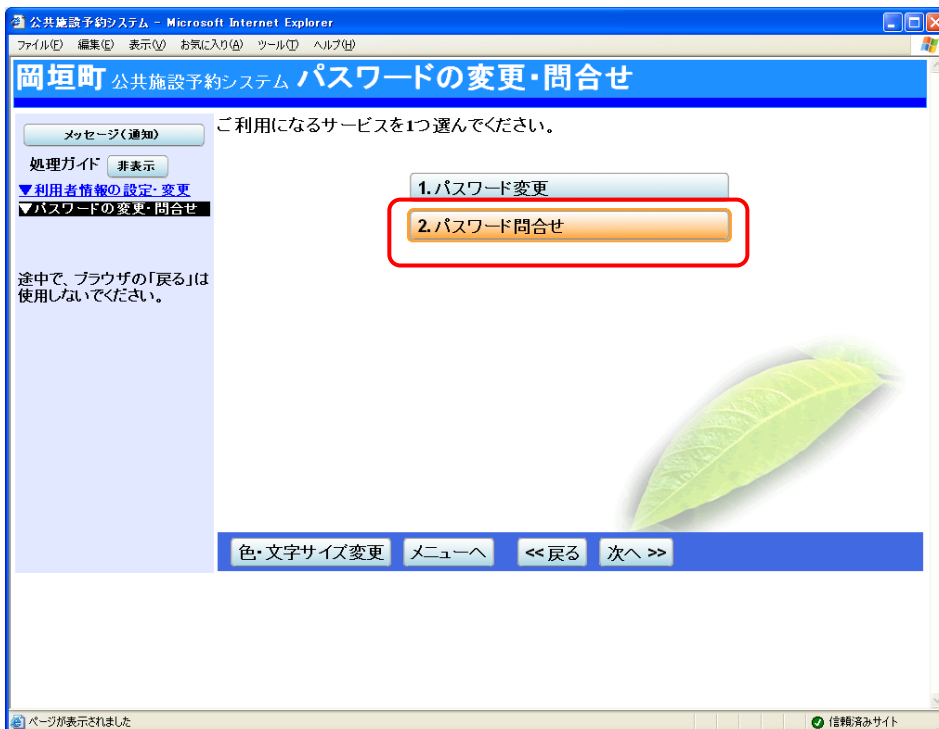 公共施設予約システム - Microsoft Internet Explorer
ファイル(F) 編集(E) 表示(V) お気に入り(A) ツール(T) ヘルプ(H)
岡垣町 公共施設予約システム パスワードの変更・問合せ
メッセージ(通知)
処理ガイド 非表示
▼利用者情報の設定・変更
▼パスワードの変更・問合せ
途中で、ブラウザの「戻る」は
使用しないでください。
ご利用になるサービスを1つ選んでください。
1.パスワード変更
2.パスワード問合せ
色・文字サイズ変更 メニューへ <<戻る 次へ >>
ページが表示されました 信頼済みサイト